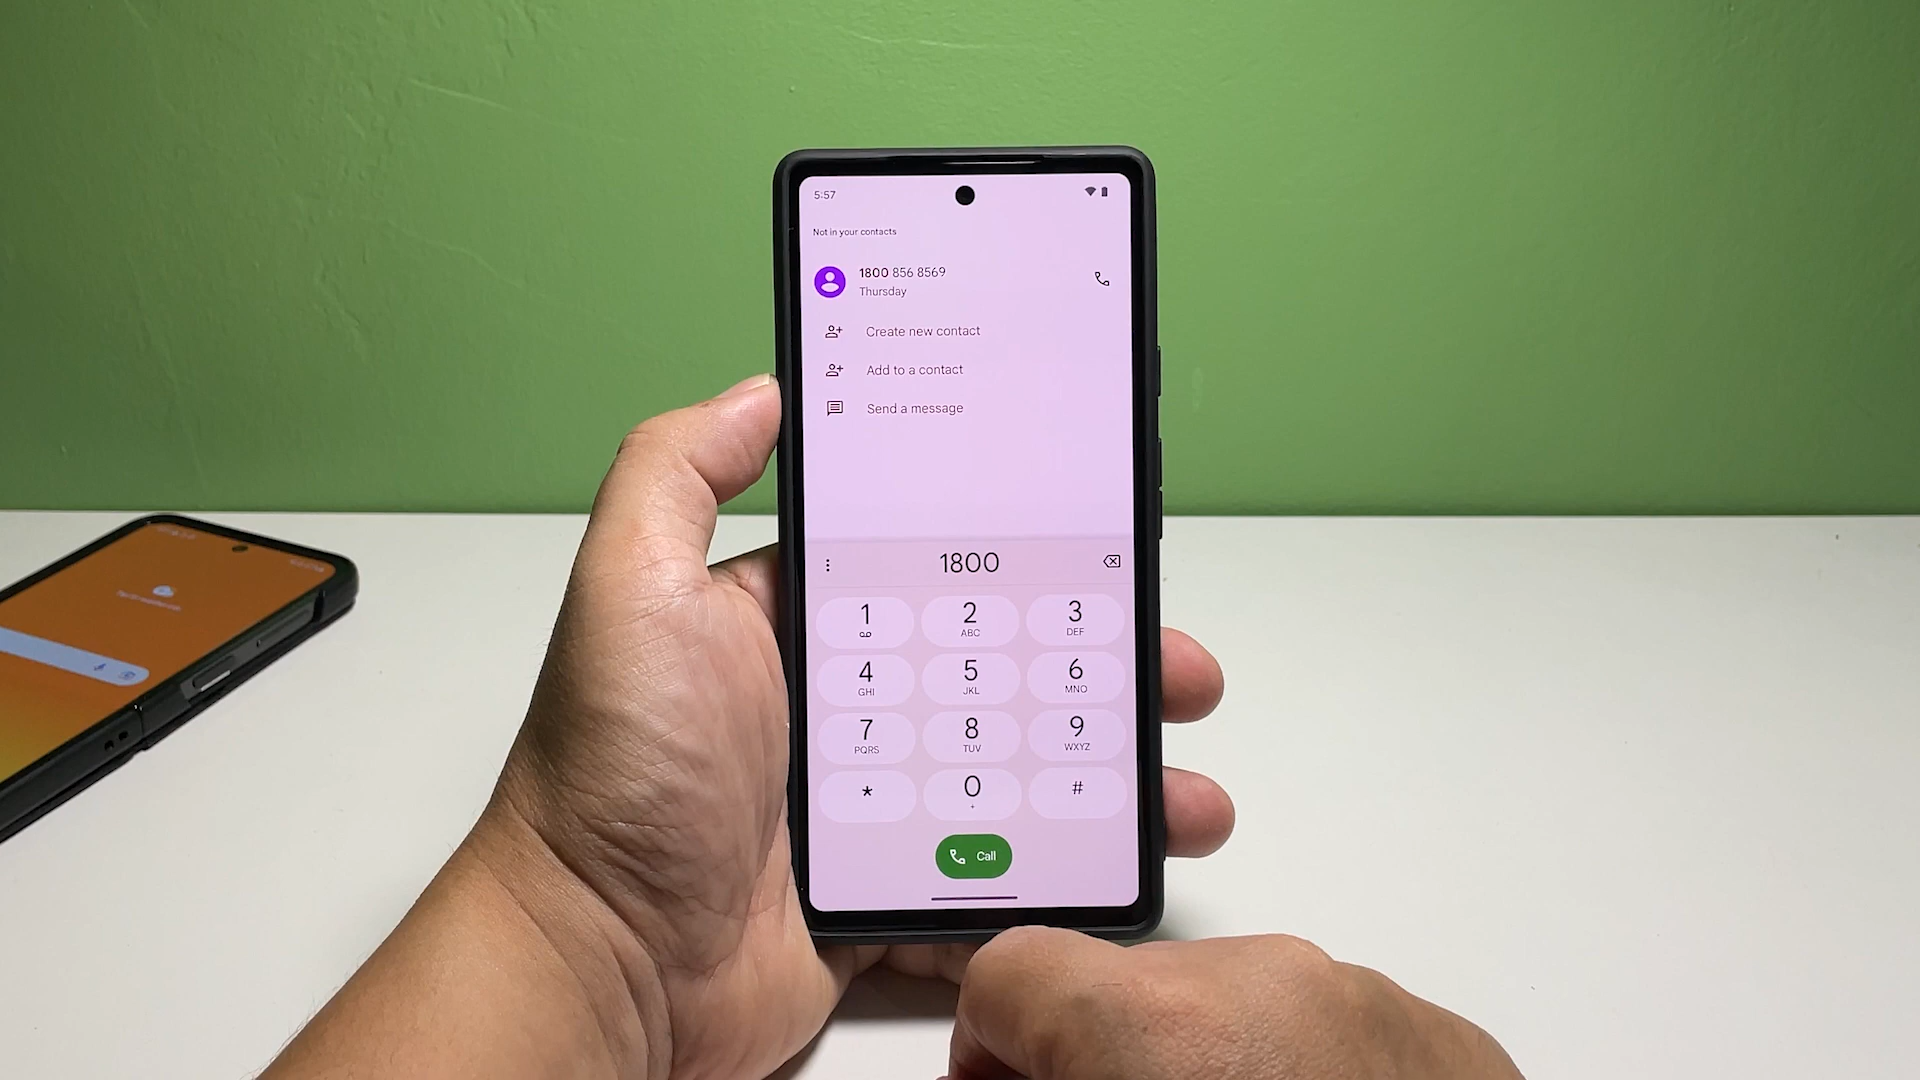 5:57
Not in your contacts
1800 856 8569
Thursday
Create new contact
Add to a contact
Send a message
1800
1
2
ABC
3
DEF
4
GHI
5
JKL
6
MNO
7
PQRS
8
TUV
9
WXYZ
*
0
+
#
Call